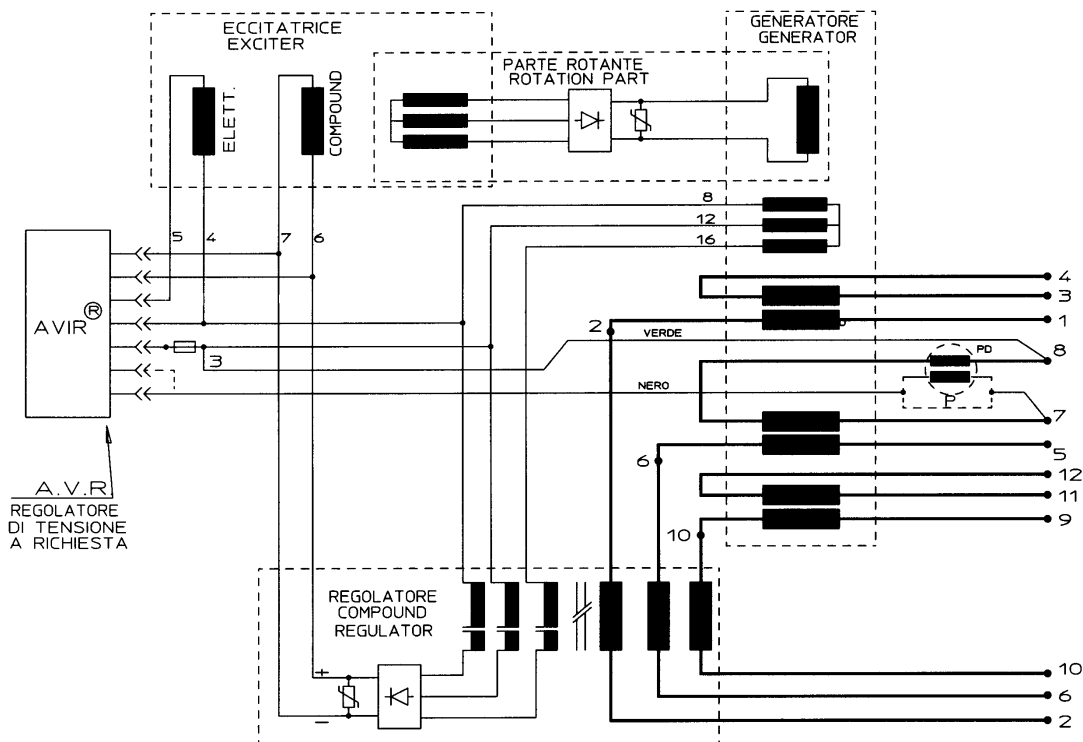 ECCITATRICE
EXCITER
GENERATORE
GENERATOR
PARTE ROTANTE
ROTATION PART
ELETT.
COMPOUND
8
12
16
5
4
7
6
AVIR®
4
3
1
2
VERDE
PD
8
3
NERO
P
7
5
6
12
11
9
10
A.V.R.
REGOLATORE
DI TENSIONE
A RICHIESTA
REGOLATORE
COMPOUND
REGULATOR
+
−
10
6
2